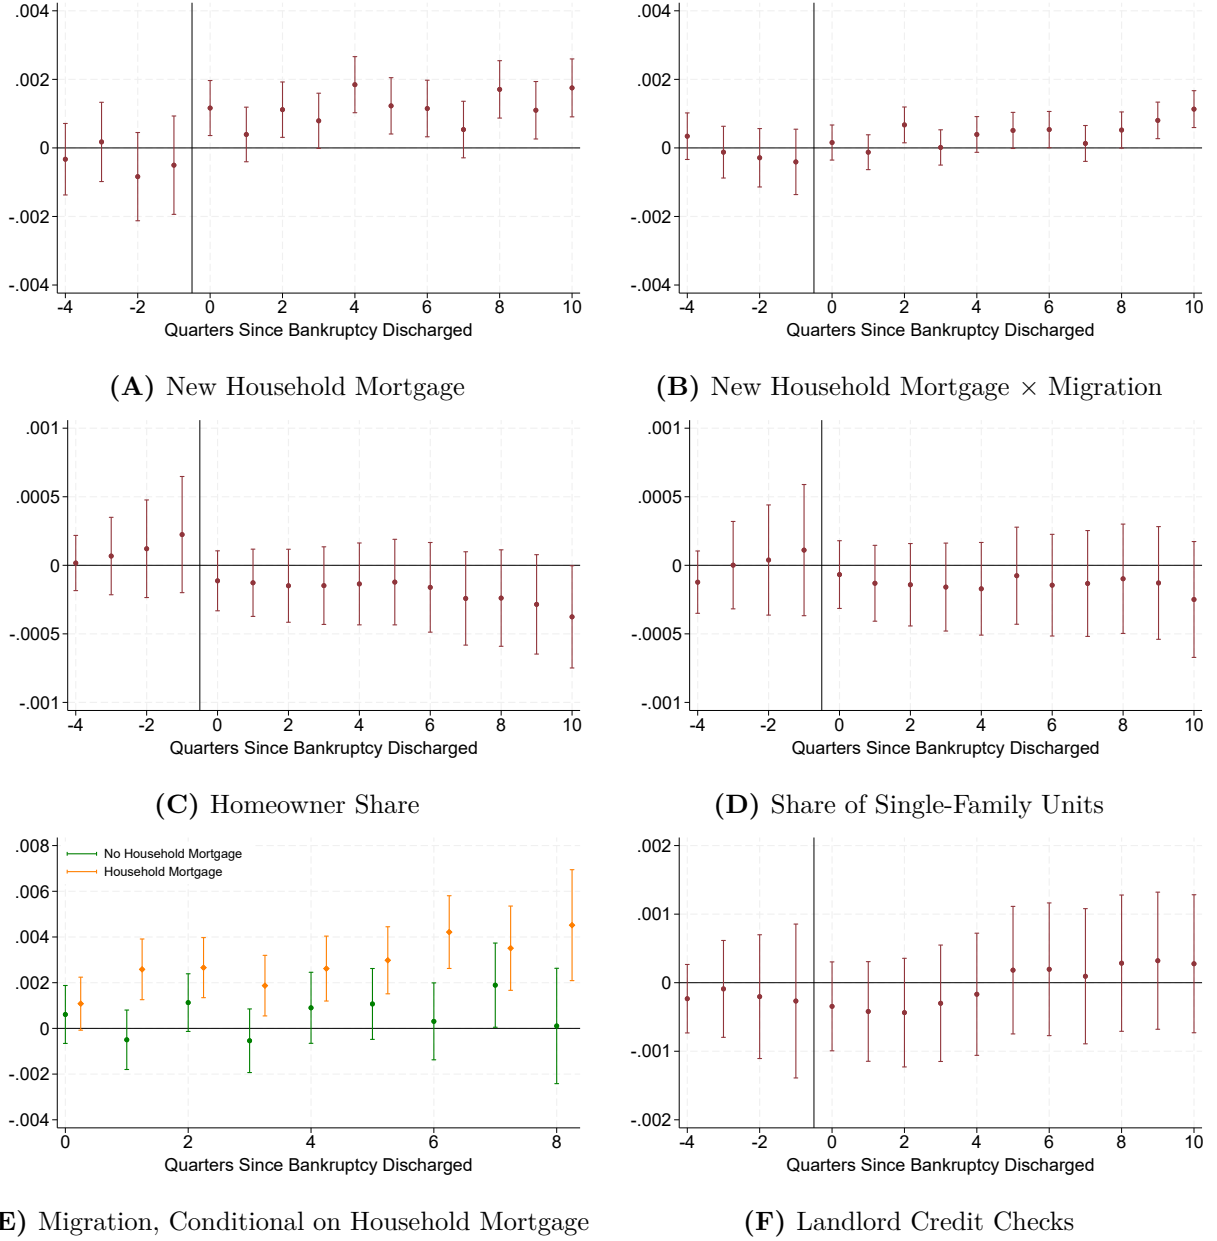 .004
.002
0
-.002
-.004
-4 -2 0 2 4 6 8 10
Quarters Since Bankruptcy Discharged
(A) New Household Mortgage
.004
.002
0
-.002
-.004
-4 -2 0 2 4 6 8 10
Quarters Since Bankruptcy Discharged
(B) New Household Mortgage × Migration
.001
.0005
0
-.0005
-.001
-4 -2 0 2 4 6 8 10
Quarters Since Bankruptcy Discharged
(C) Homeowner Share
.001
.0005
0
-.0005
-.001
-4 -2 0 2 4 6 8 10
Quarters Since Bankruptcy Discharged
(D) Share of Single-Family Units
.008
.006
.004
.002
0
-.002
-.004
No Household Mortgage
Household Mortgage
0 2 4 6 8
Quarters Since Bankruptcy Discharged
E) Migration, Conditional on Household Mortgage
.002
.001
0
-.001
-.002
-4 -2 0 2 4 6 8 10
Quarters Since Bankruptcy Discharged
(F) Landlord Credit Checks